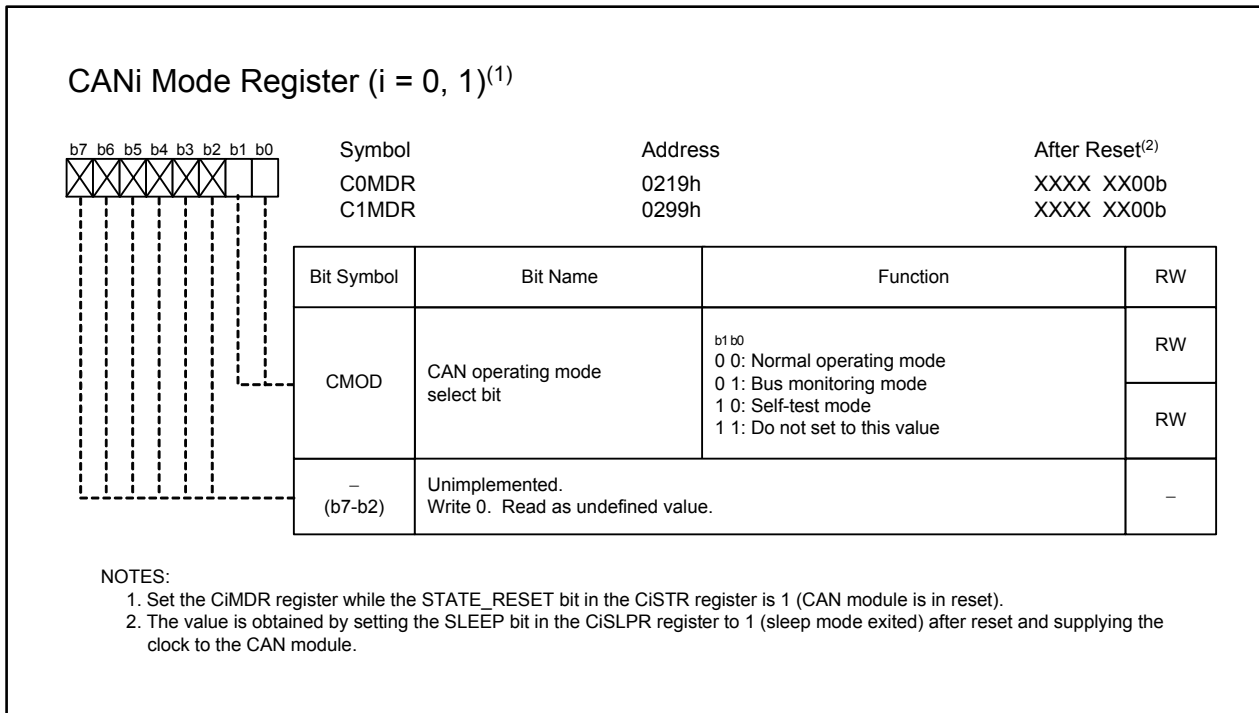 CANi Mode Register (i = 0, 1)(1)
b7 b6 b5 b4 b3 b2 b1 b0
Symbol Address After Reset(2)
C0MDR 0219h XXXX XX00b
C1MDR 0299h XXXX XX00b
Bit Symbol Bit Name Function RW
CMOD
CAN operating mode
select bit
b1 b0
0 0: Normal operating mode
0 1: Bus monitoring mode
1 0: Self-test mode
1 1: Do not set to this value
RW
RW
–
(b7-b2)
Unimplemented.
Write 0. Read as undefined value.
–
NOTES:
1. Set the CiMDR register while the STATE_RESET bit in the CiSTR register is 1 (CAN module is in reset).
2. The value is obtained by setting the SLEEP bit in the CiSLPR register to 1 (sleep mode exited) after reset and supplying the
clock to the CAN module.